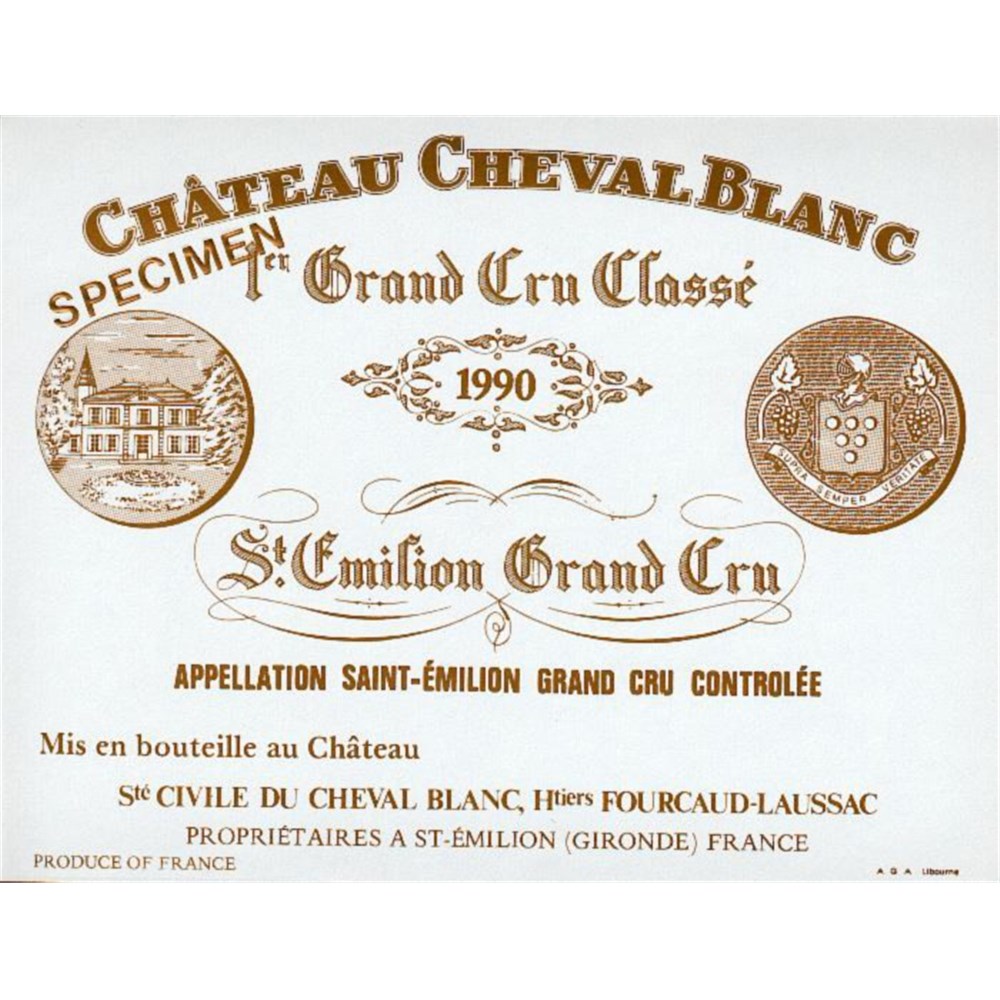 CHÂTEAU CHEVAL BLANC
SPECIMEN
1er Grand Cru Classé
1990
SUPRA SEMPER VERITATE
St. Emilion Grand Cru
APPELLATION SAINT-ÉMILION GRAND CRU CONTROLÉE
Mis en bouteille au Château
Sté CIVILE DU CHEVAL BLANC, Htiers FOURCAUD-LAUSSAC
PROPRIÉTAIRES A ST-ÉMILION (GIRONDE) FRANCE
PRODUCE OF FRANCE
A G A Libourne